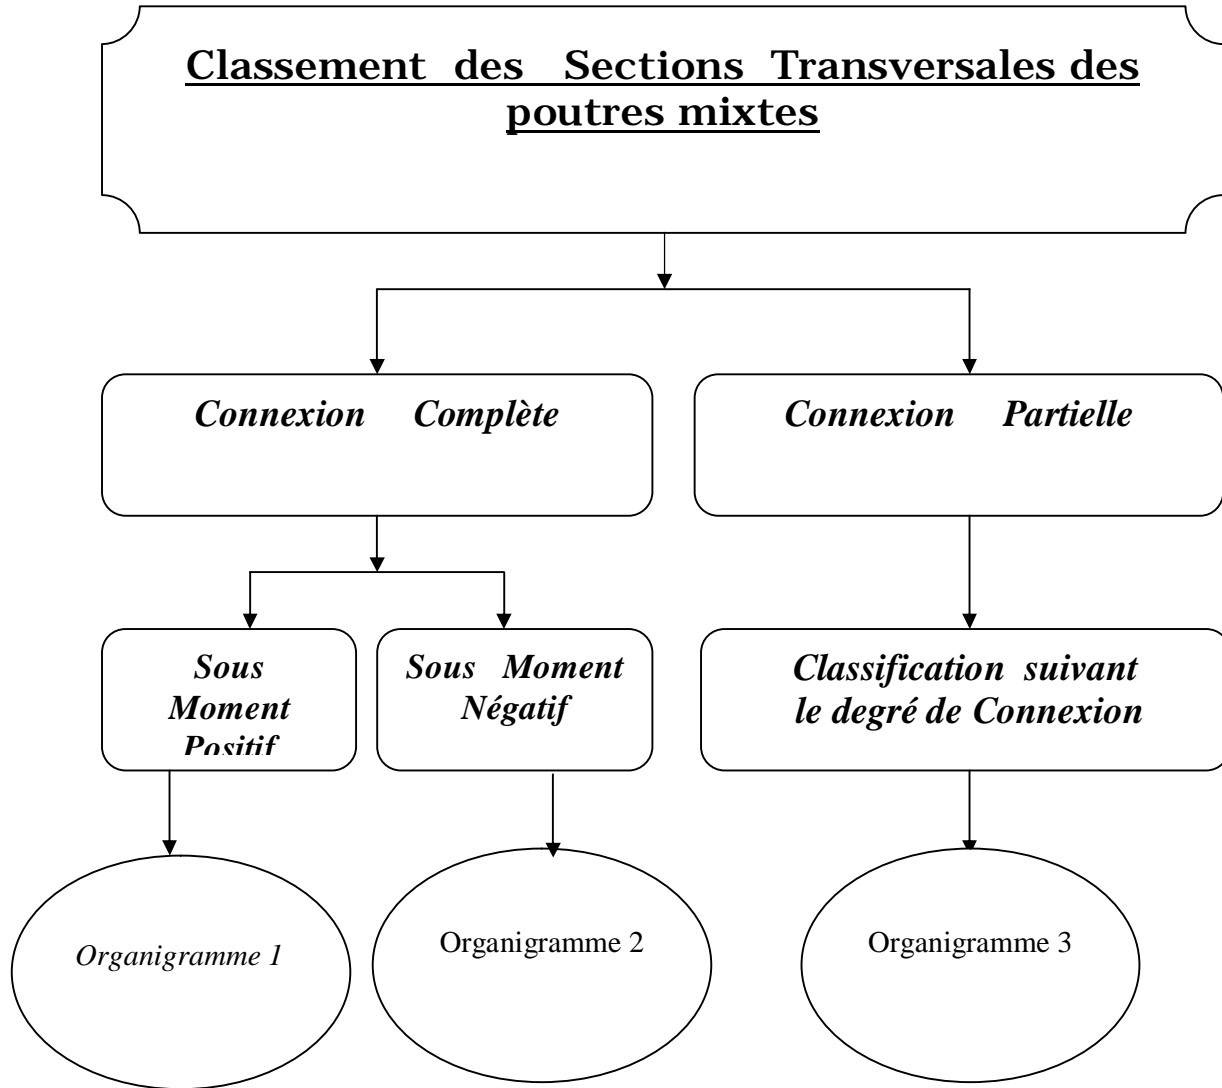 Classement des Sections Transversales des
poutres mixtes
Connexion Complète
Connexion Partielle
Sous
Moment
Positif
Sous Moment
Négatif
Classification suivant
le degré de Connexion
Organigramme 1
Organigramme 2
Organigramme 3